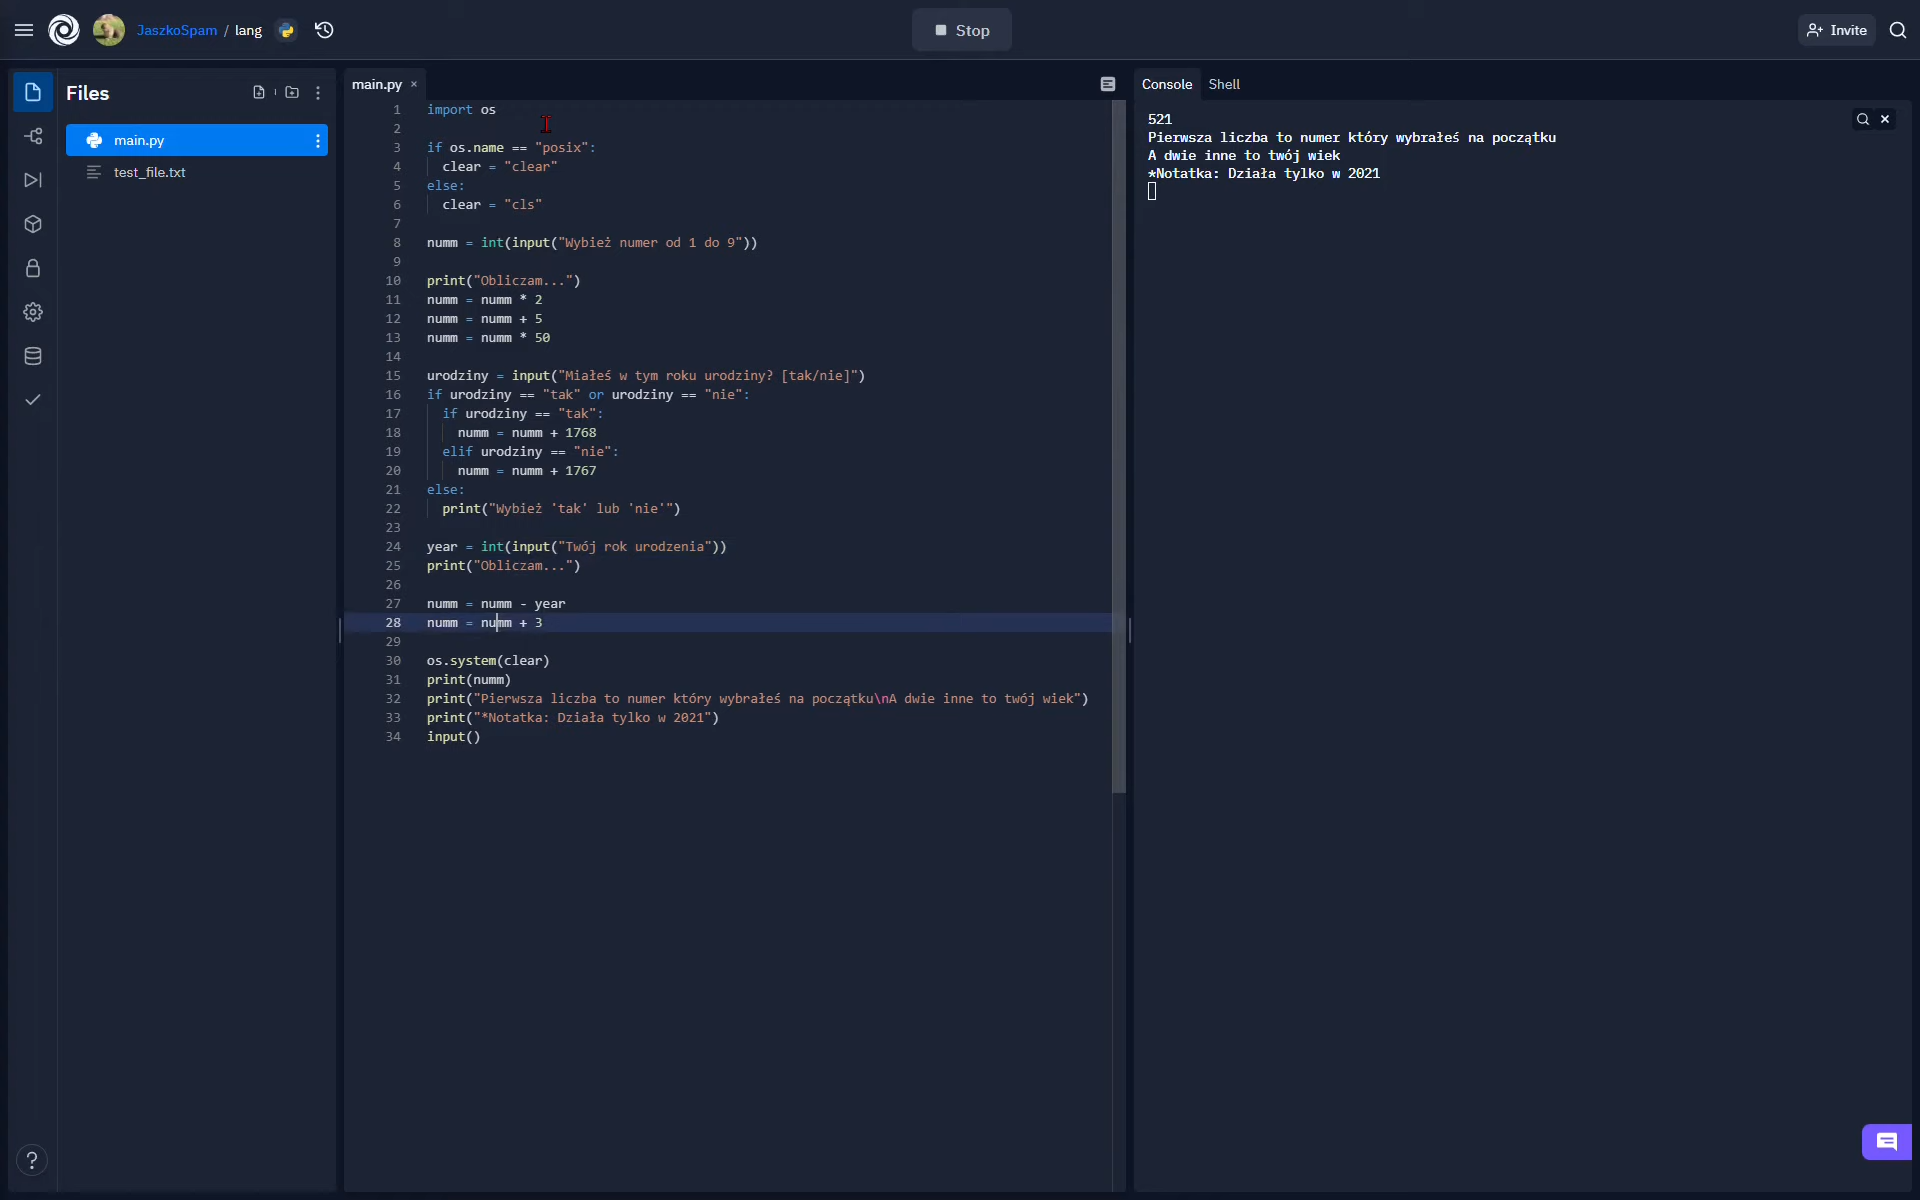 JaszkoSpam / lang
Stop
Invite
Files
main.py
test_file.txt
main.py ×
1 import os
2
3 if os.name == "posix":
4 clear = "clear"
5 else:
6 clear = "cls"
7
8 numm = int(input("Wybież numer od 1 do 9"))
9
10 print("Obliczam...")
11 numm = numm * 2
12 numm = numm + 5
13 numm = numm * 50
14
15 urodziny = input("Miałeś w tym roku urodziny? [tak/nie]")
16 if urodziny == "tak" or urodziny == "nie":
17 if urodziny == "tak":
18 numm = numm + 1768
19 elif urodziny == "nie":
20 numm = numm + 1767
21 else:
22 print("Wybież 'tak' lub 'nie'")
23
24 year = int(input("Twój rok urodzenia"))
25 print("Obliczam...")
26
27 numm = numm - year
28 numm = numm + 3
29
30 os.system(clear)
31 print(numm)
32 print("Pierwsza liczba to numer który wybrałeś na początku\nA dwie inne to twój wiek")
33 print("*Notatka: Działa tylko w 2021")
34 input()
Console Shell
521
Pierwsza liczba to numer który wybrałeś na początku
A dwie inne to twój wiek
*Notatka: Działa tylko w 2021
?